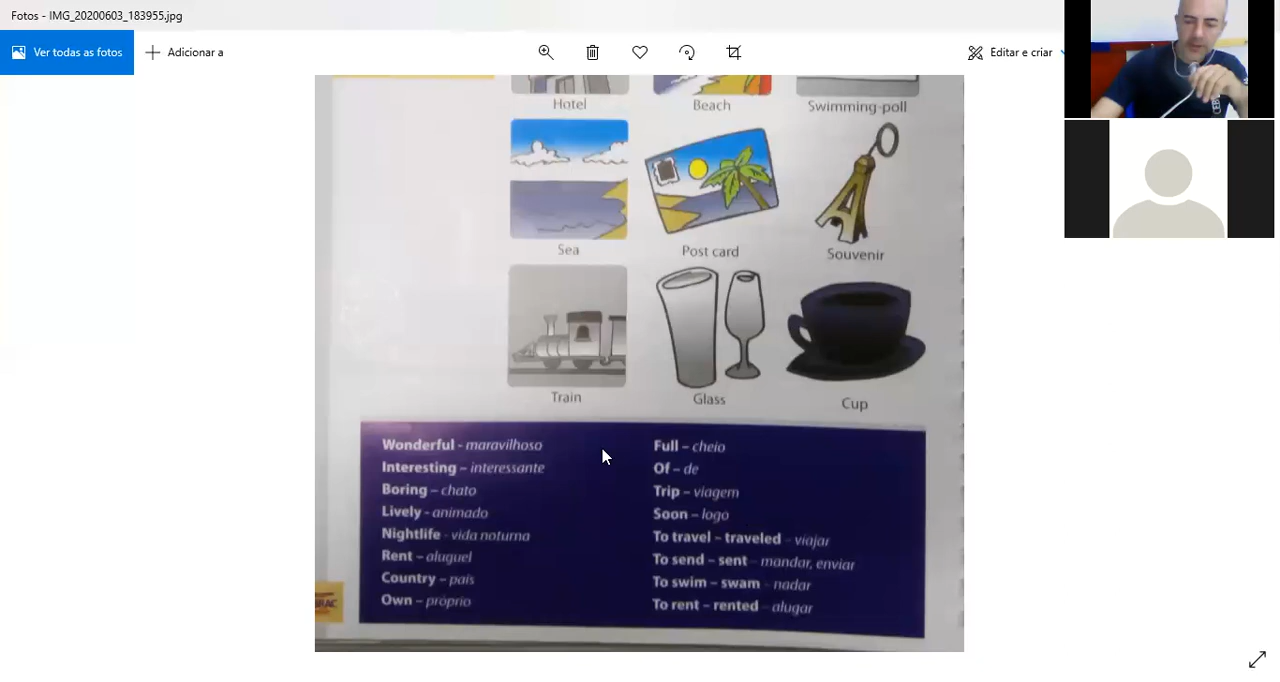 Fotos - IMG_20200603_183955.jpg
Ver todas as fotos
Adicionar a
Editar e criar
Hotel
Beach
Swimming-poll
Sea
Post card
Souvenir
Train
Glass
Cup
Wonderful - maravilhoso
Interesting – interessante
Boring – chato
Lively - animado
Nightlife - vida noturna
Rent – aluguel
Country – país
Own – próprio
Full – cheio
Of – de
Trip – viagem
Soon – logo
To travel – traveled – viajar
To send – sent – mandar, enviar
To swim – swam – nadar
To rent – rented – alugar